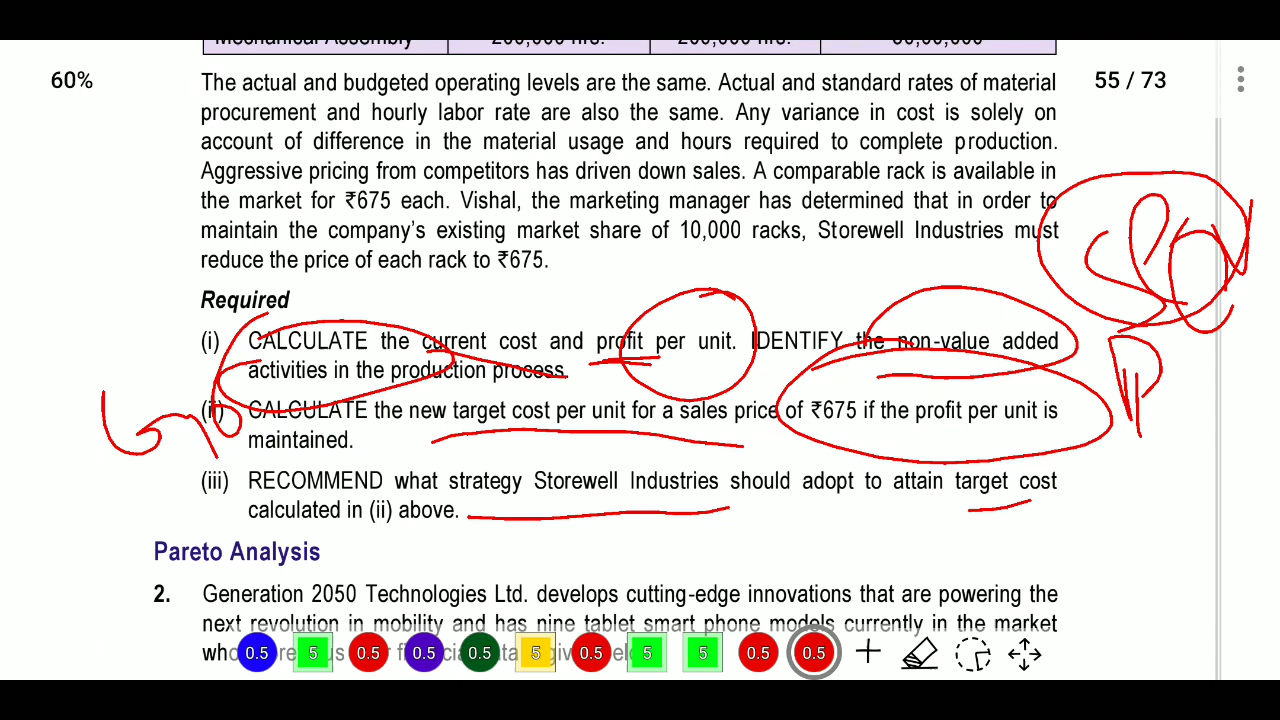 Mechanical Assembly 200,000 hrs. 200,000 hrs.
60%
55 / 73
The actual and budgeted operating levels are the same. Actual and standard rates of material
procurement and hourly labor rate are also the same. Any variance in cost is solely on
account of difference in the material usage and hours required to complete production.
Aggressive pricing from competitors has driven down sales. A comparable rack is available in
the market for ₹675 each. Vishal, the marketing manager has determined that in order to
maintain the company's existing market share of 10,000 racks, Storewell Industries must
reduce the price of each rack to ₹675.
Required
(i) CALCULATE the current cost and profit per unit. IDENTIFY the non-value added
activities in the production process.
(ii) CALCULATE the new target cost per unit for a sales price of ₹675 if the profit per unit is
maintained.
(iii) RECOMMEND what strategy Storewell Industries should adopt to attain target cost
calculated in (ii) above.
Pareto Analysis
2. Generation 2050 Technologies Ltd. develops cutting-edge innovations that are powering the
next revolution in mobility and has nine tablet smart phone models currently in the market
0.5 5 0.5 0.5 0.5 5 0.5 5 5 0.5 0.5